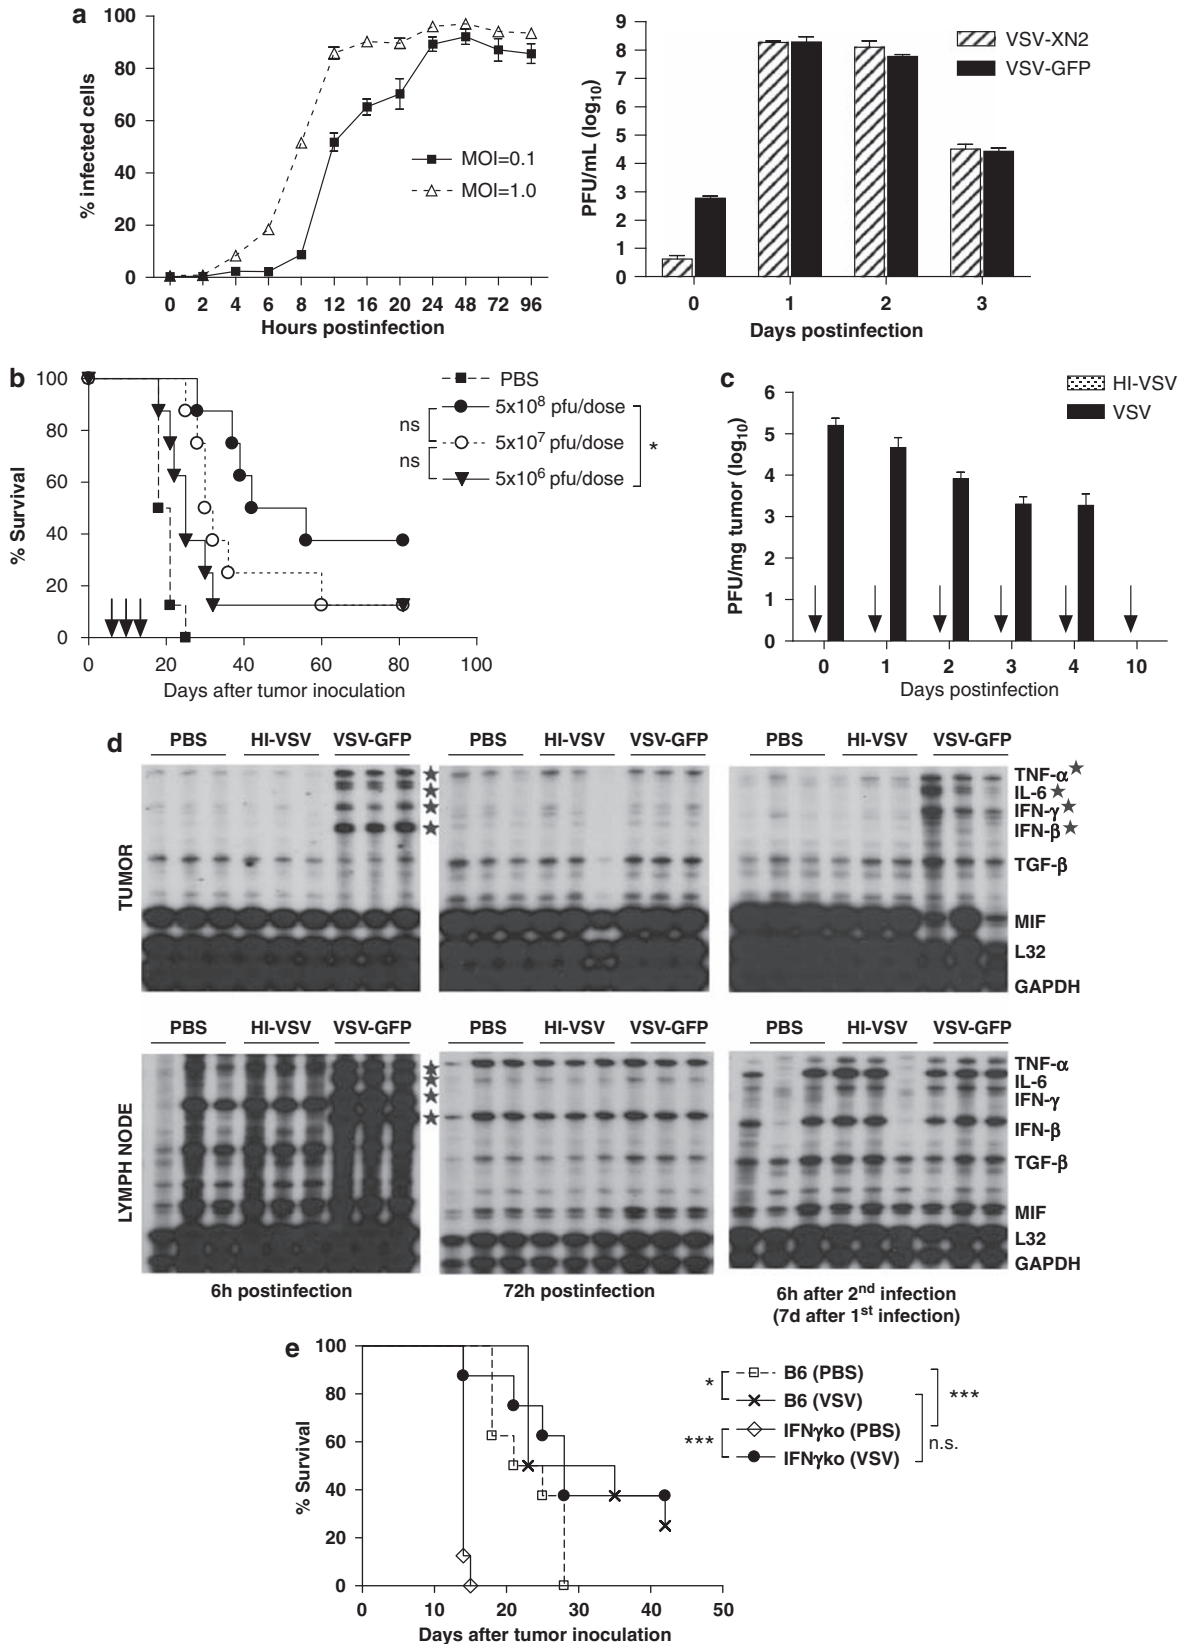 a
% infected cells
100
80
60
40
20
0
MOI=0.1
MOI=1.0
0 2 4 6 8 12 16 20 24 48 72 96
Hours postinfection
PFU/mL (log10)
9
8
7
6
5
4
3
2
1
0
VSV-XN2
VSV-GFP
0 1 2 3
Days postinfection
b
% Survival
100
80
60
40
20
0
PBS
5x10^8 pfu/dose
5x10^7 pfu/dose
5x10^6 pfu/dose
ns
ns
*
0 20 40 60 80 100
Days after tumor inoculation
c
PFU/mg tumor (log10)
6
5
4
3
2
1
0
HI-VSV
VSV
0 1 2 3 4 10
Days postinfection
d
PBS HI-VSV VSV-GFP PBS HI-VSV VSV-GFP PBS HI-VSV VSV-GFP
TUMOR
TNF-α★
IL-6★
IFN-γ★
IFN-β★
TGF-β
MIF
L32
GAPDH
PBS HI-VSV VSV-GFP PBS HI-VSV VSV-GFP PBS HI-VSV VSV-GFP
LYMPH NODE
TNF-α
IL-6
IFN-γ
IFN-β
TGF-β
MIF
L32
GAPDH
6h postinfection
72h postinfection
6h after 2nd infection
(7d after 1st infection)
e
% Survival
100
80
60
40
20
0
B6 (PBS)
B6 (VSV)
IFNγko (PBS)
IFNγko (VSV)
*
***
***
n.s.
0 10 20 30 40 50
Days after tumor inoculation